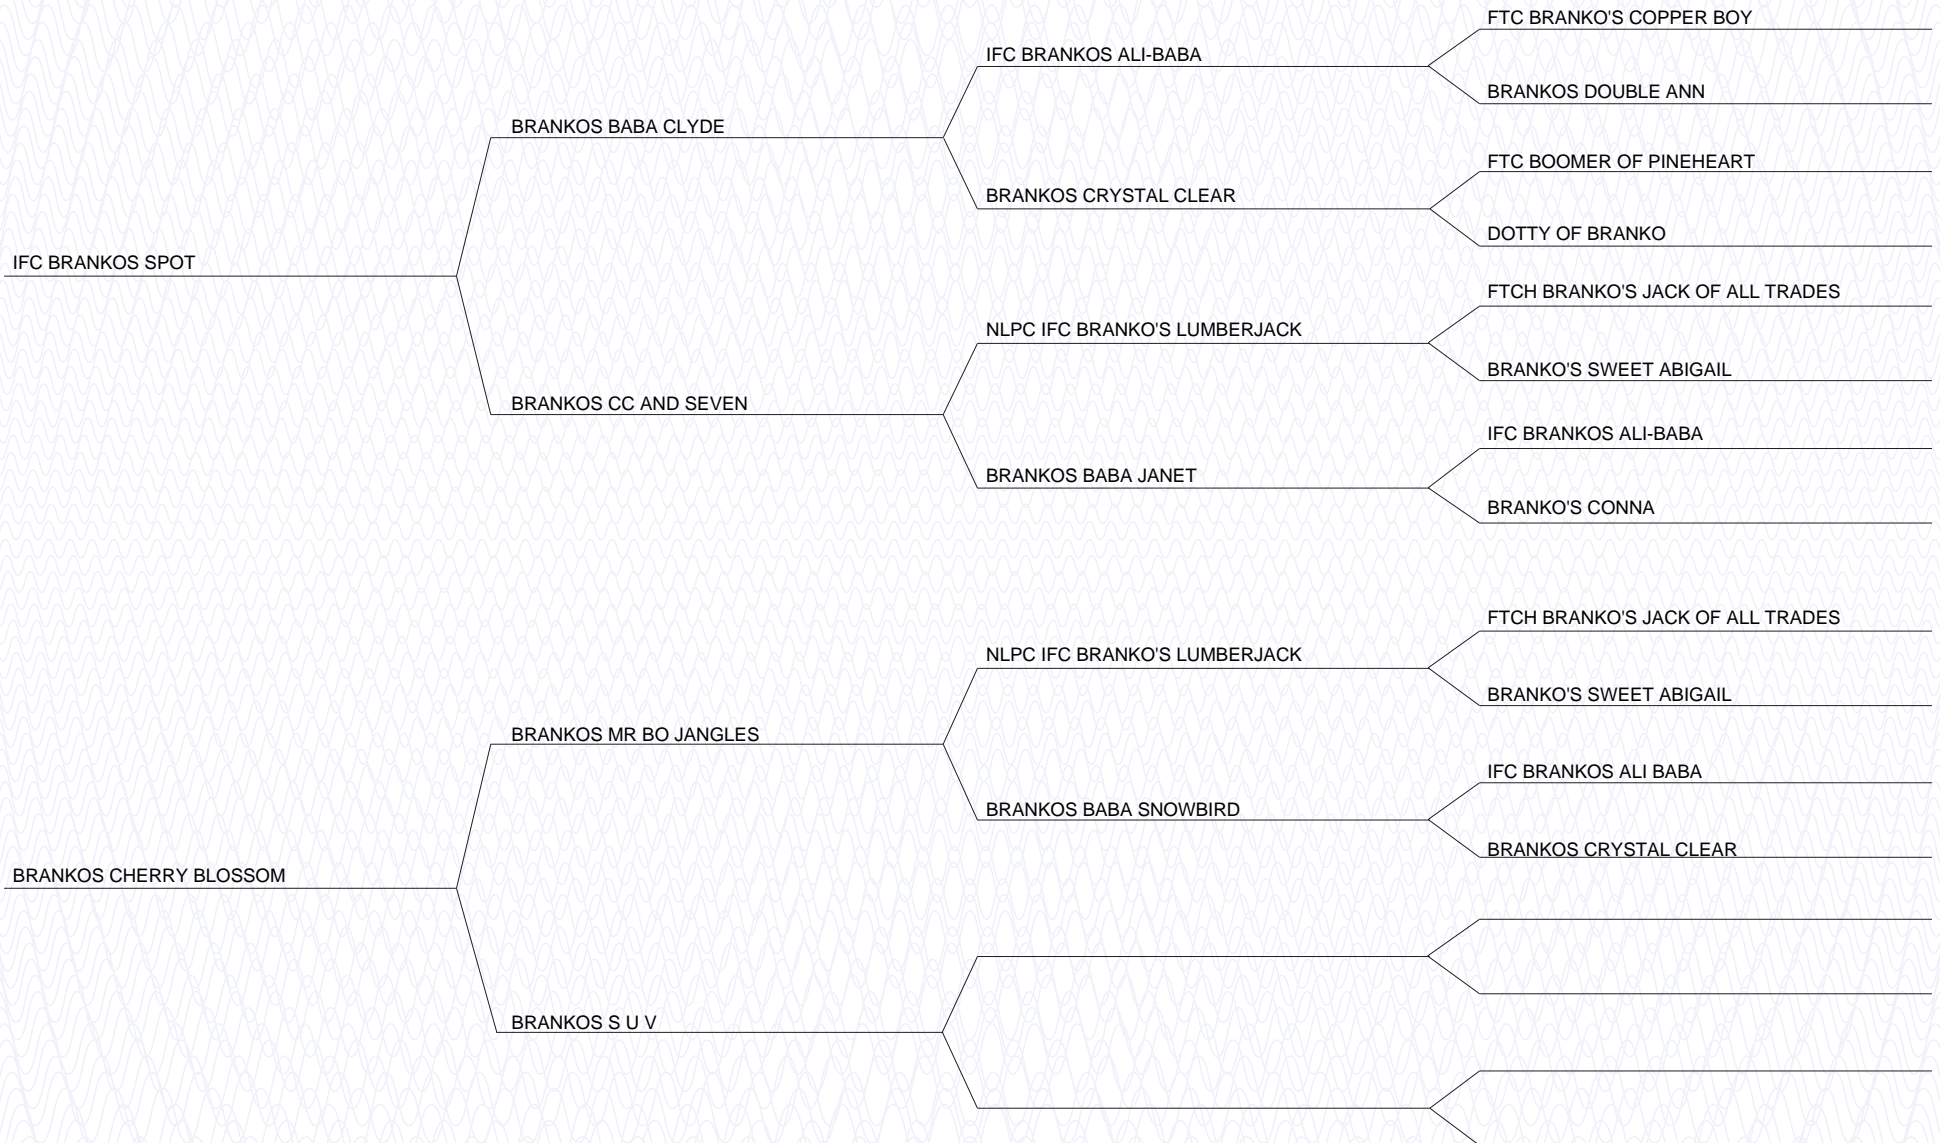 FTC BRANKO'S COPPER BOY
IFC BRANKOS ALI-BABA
BRANKOS DOUBLE ANN
BRANKOS BABA CLYDE
FTC BOOMER OF PINEHEART
BRANKOS CRYSTAL CLEAR
DOTTY OF BRANKO
IFC BRANKOS SPOT
FTCH BRANKO'S JACK OF ALL TRADES
NLPC IFC BRANKO'S LUMBERJACK
BRANKO'S SWEET ABIGAIL
BRANKOS CC AND SEVEN
IFC BRANKOS ALI-BABA
BRANKOS BABA JANET
BRANKO'S CONNA
FTCH BRANKO'S JACK OF ALL TRADES
NLPC IFC BRANKO'S LUMBERJACK
BRANKO'S SWEET ABIGAIL
BRANKOS MR BO JANGLES
IFC BRANKOS ALI BABA
BRANKOS BABA SNOWBIRD
BRANKOS CRYSTAL CLEAR
BRANKOS CHERRY BLOSSOM
BRANKOS S U V